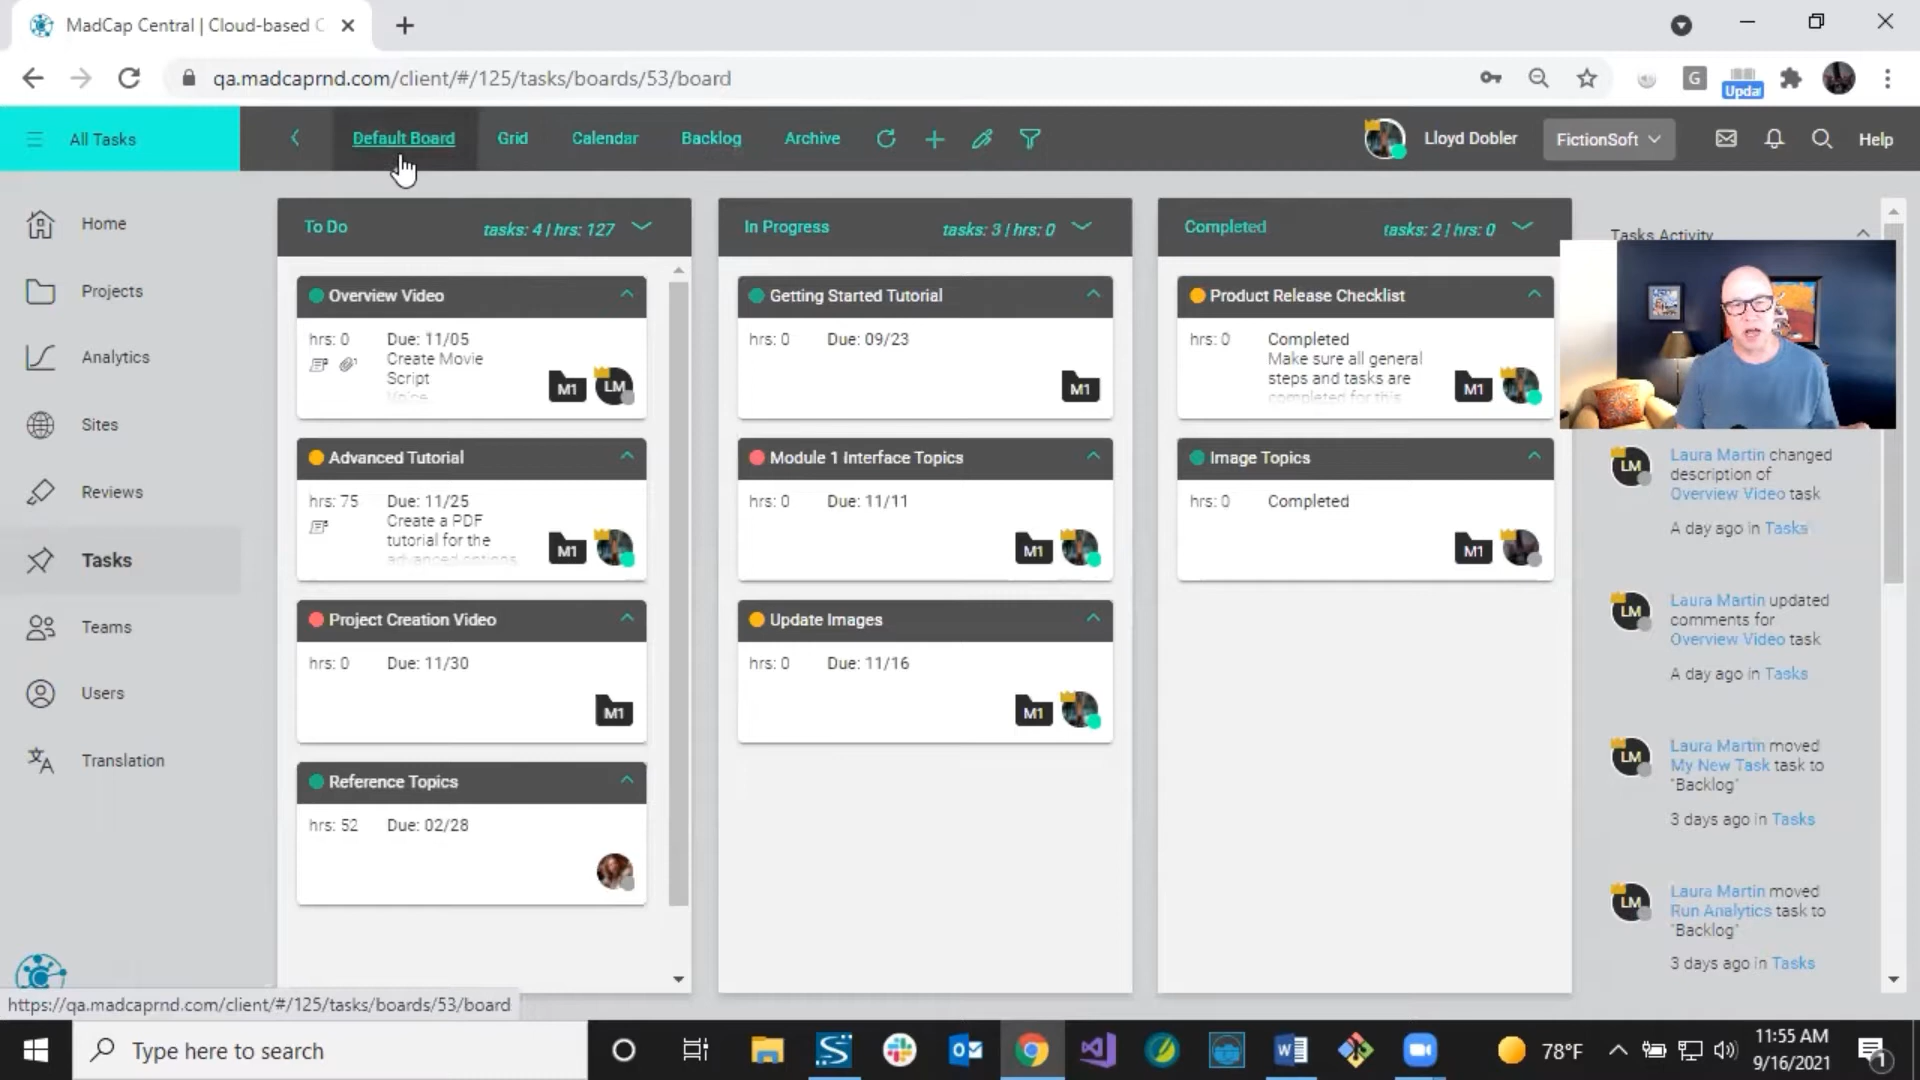 MadCap Central | Cloud-based C
qa.madcaprnd.com/client/#/125/tasks/boards/53/board
G
Updat
All Tasks
Default Board
Grid
Calendar
Backlog
Archive
Lloyd Dobler
FictionSoft
Help
Home
Projects
Analytics
Sites
Reviews
Tasks
Teams
Users
Translation
To Do
tasks: 4 | hrs: 127
Overview Video
hrs: 0
Due: 11/05
Create Movie
Script
Voice
M1
LM
Advanced Tutorial
hrs: 75
Due: 11/25
Create a PDF
tutorial for the
advanced options
M1
Project Creation Video
hrs: 0
Due: 11/30
M1
Reference Topics
hrs: 52
Due: 02/28
In Progress
tasks: 3 | hrs: 0
Getting Started Tutorial
hrs: 0
Due: 09/23
M1
Module 1 Interface Topics
hrs: 0
Due: 11/11
M1
Update Images
hrs: 0
Due: 11/16
M1
Completed
tasks: 2 | hrs: 0
Product Release Checklist
hrs: 0
Completed
Make sure all general
steps and tasks are
completed for this
M1
Image Topics
hrs: 0
Completed
M1
Tasks Activity
LM
Laura Martin changed
description of
Overview Video task
A day ago in Tasks
LM
Laura Martin updated
comments for
Overview Video task
A day ago in Tasks
LM
Laura Martin moved
My New Task task to
"Backlog"
3 days ago in Tasks
LM
Laura Martin moved
Run Analytics task to
"Backlog"
3 days ago in Tasks
https://qa.madcaprnd.com/client/#/125/tasks/boards/53/board
Type here to search
78°F
11:55 AM
9/16/2021
1